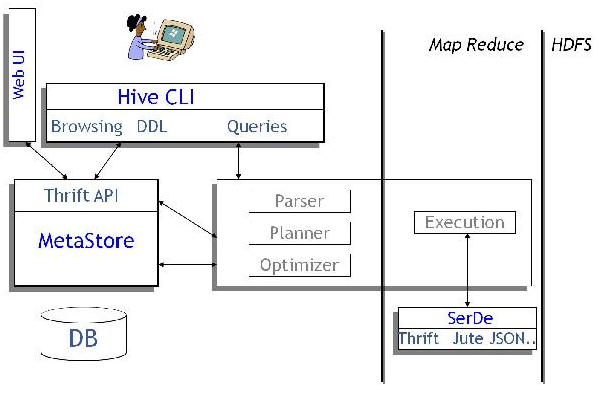 Web UI
Map Reduce
HDFS
Hive CLI
Browsing DDL Queries
Thrift API
MetaStore
Parser
Planner
Optimizer
Execution
SerDe
Thrift Jute JSON..
DB